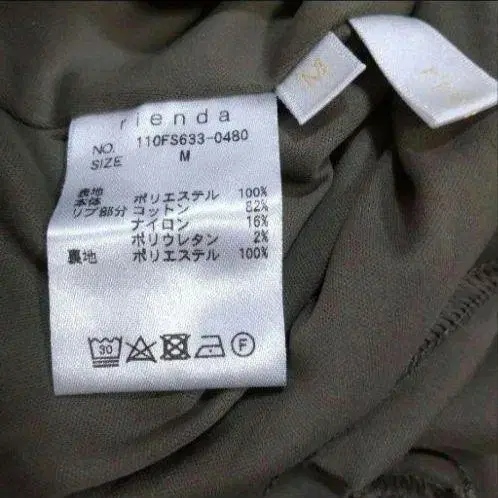 rienda
NO. 110FS633-0480
SIZE M
表地
本体 ポリエステル 100%
リブ部分 コットン 82%
ナイロン 16%
ポリウレタン 2%
裏地 ポリエステル 100%
30
F
M